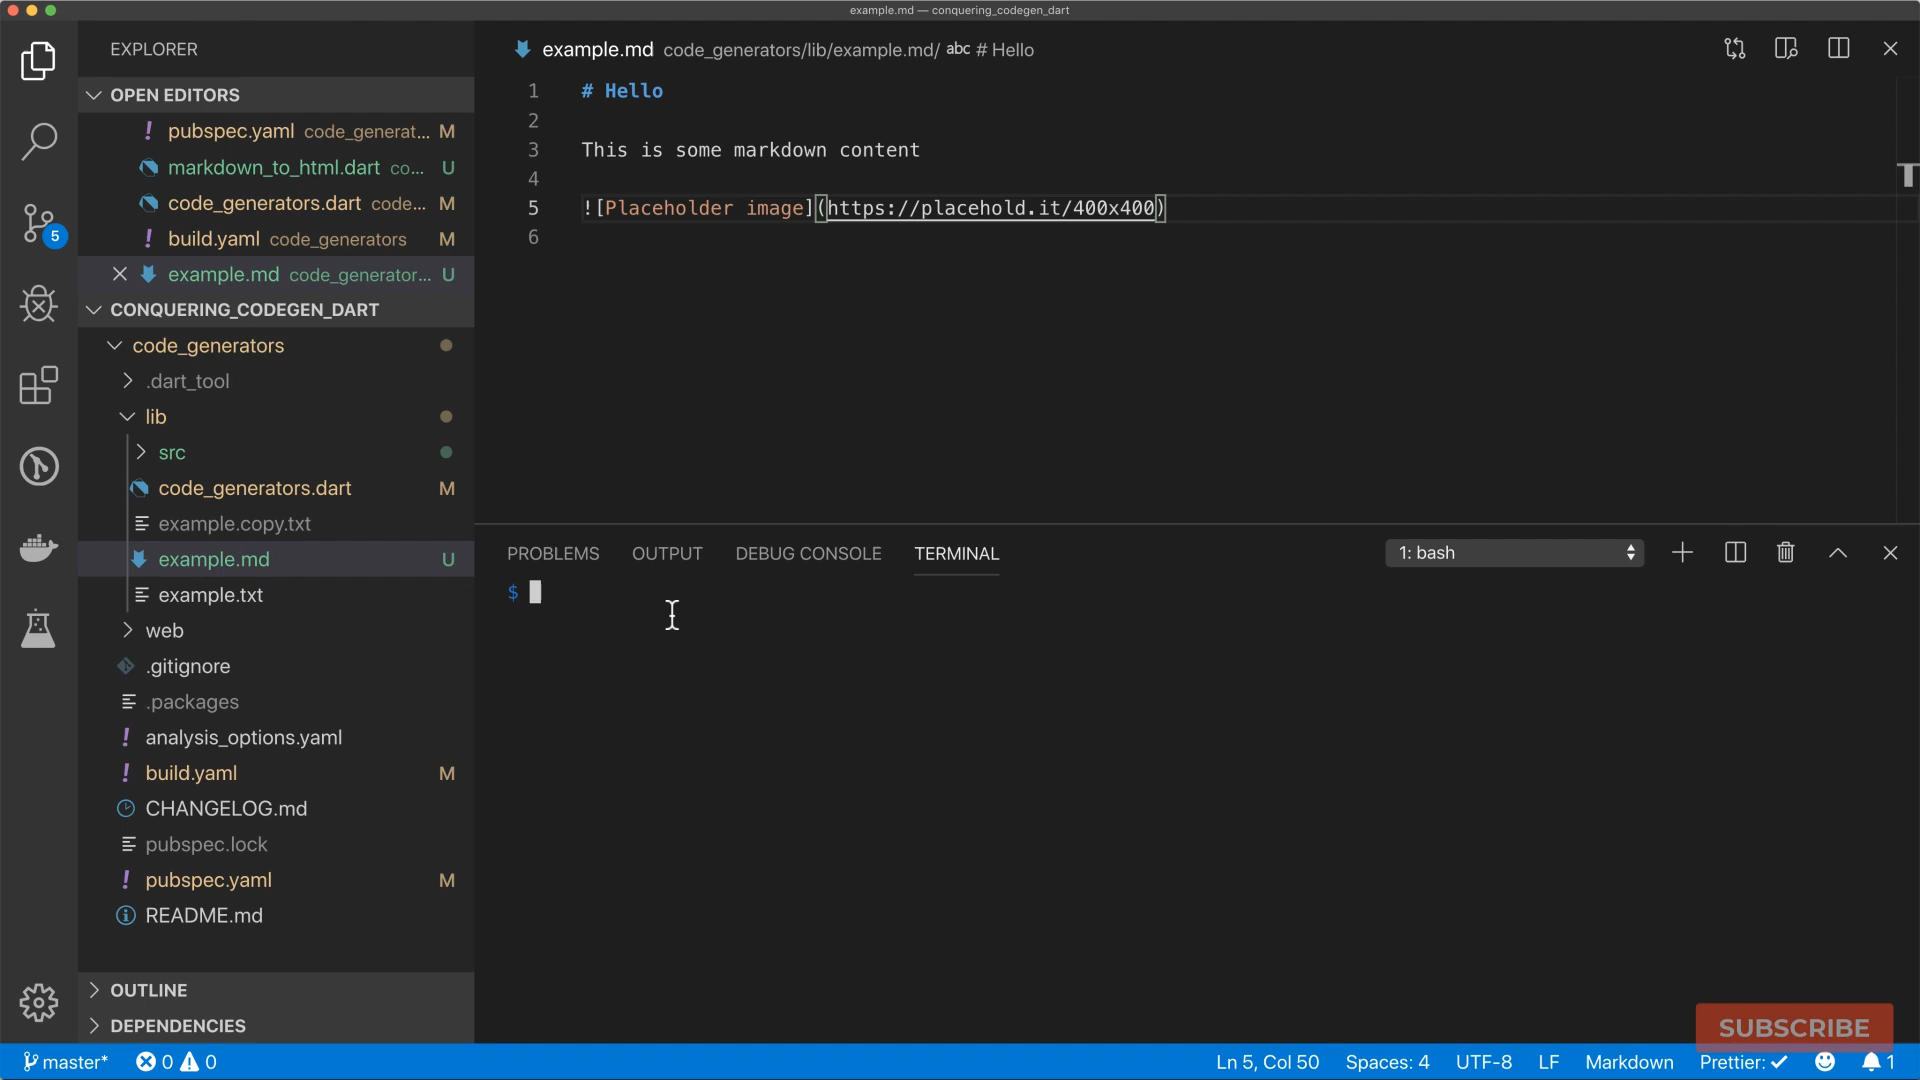 example.md — conquering_codegen_dart
EXPLORER
OPEN EDITORS
! pubspec.yaml code_generat... M
markdown_to_html.dart co... U
code_generators.dart code... M
! build.yaml code_generators M
example.md code_generator... U
CONQUERING_CODEGEN_DART
code_generators
.dart_tool
lib
src
code_generators.dart M
example.copy.txt
example.md U
example.txt
web
.gitignore
.packages
! analysis_options.yaml
! build.yaml M
CHANGELOG.md
pubspec.lock
! pubspec.yaml M
README.md
OUTLINE
DEPENDENCIES
5
example.md code_generators/lib/example.md/ abc # Hello
1 # Hello
2
3 This is some markdown content
4
5 ![Placeholder image](https://placehold.it/400x400)
6
PROBLEMS OUTPUT DEBUG CONSOLE TERMINAL 1: bash
$
SUBSCRIBE
master* 0 0 Ln 5, Col 50 Spaces: 4 UTF-8 LF Markdown Prettier: ✓ 1